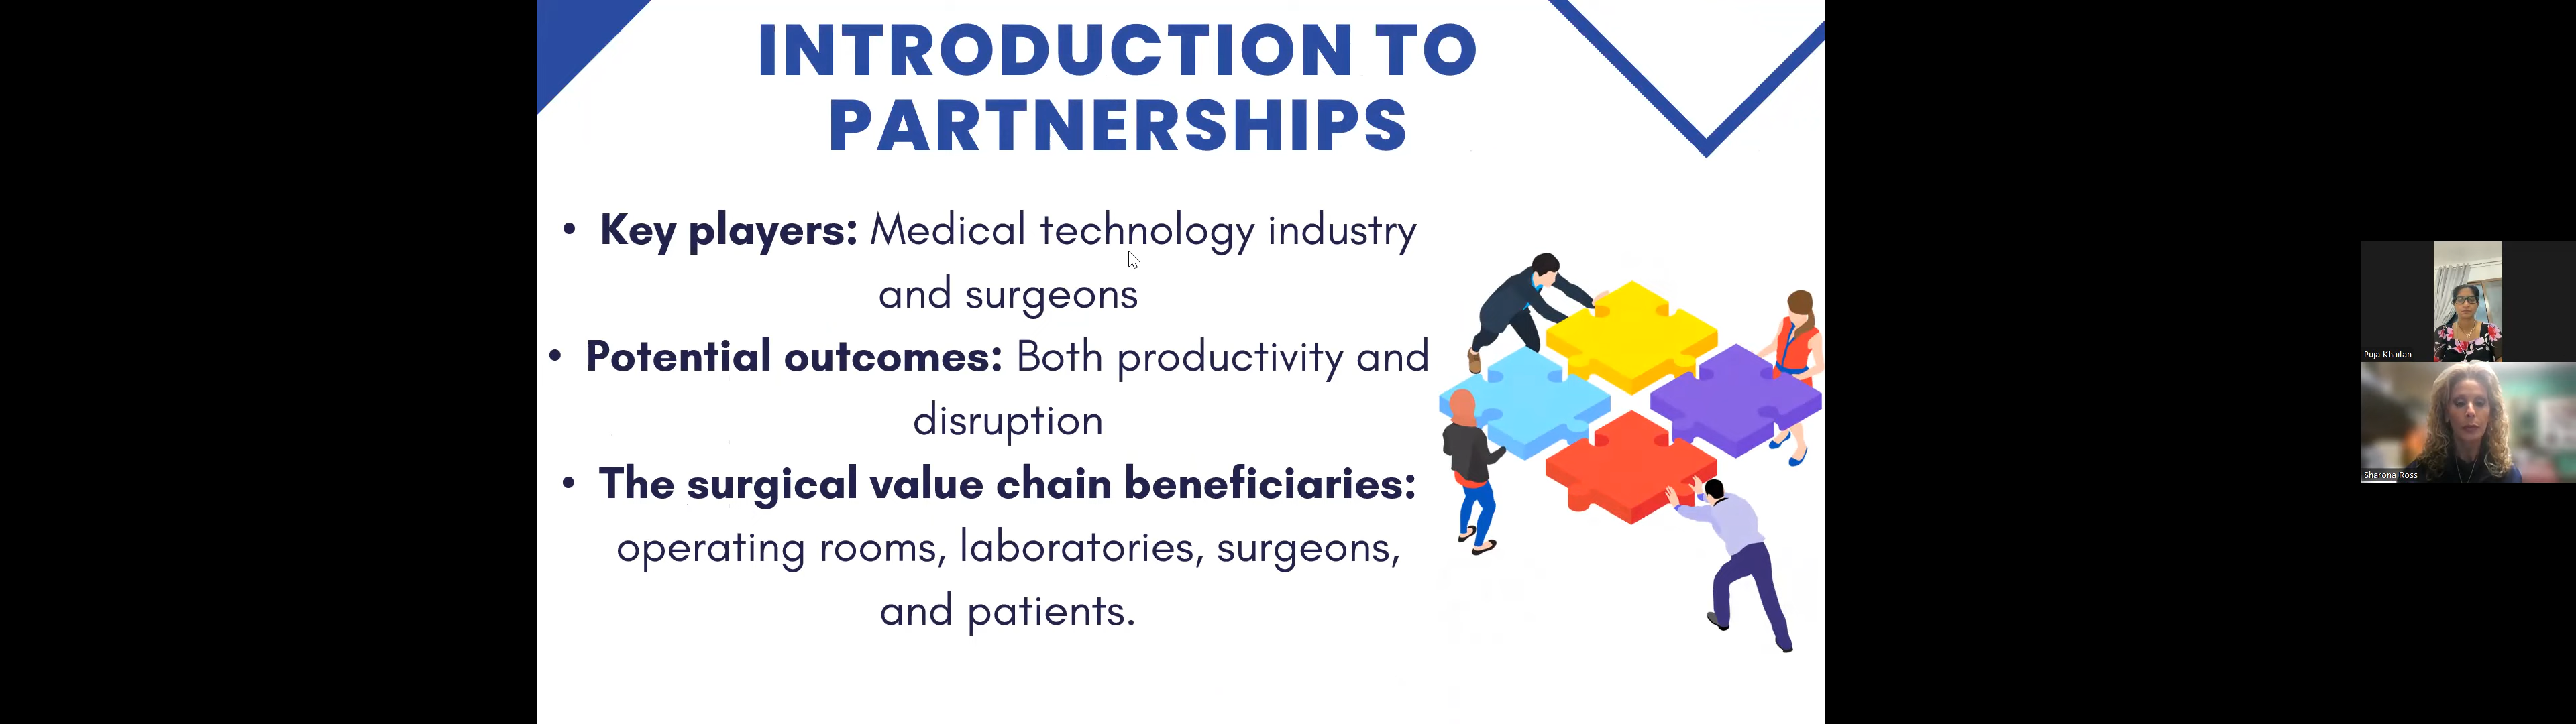 INTRODUCTION TO
PARTNERSHIPS
• Key players: Medical technology industry
and surgeons
• Potential outcomes: Both productivity and
disruption
• The surgical value chain beneficiaries:
operating rooms, laboratories, surgeons,
and patients.
Puja Khaitan
Sharona Ross